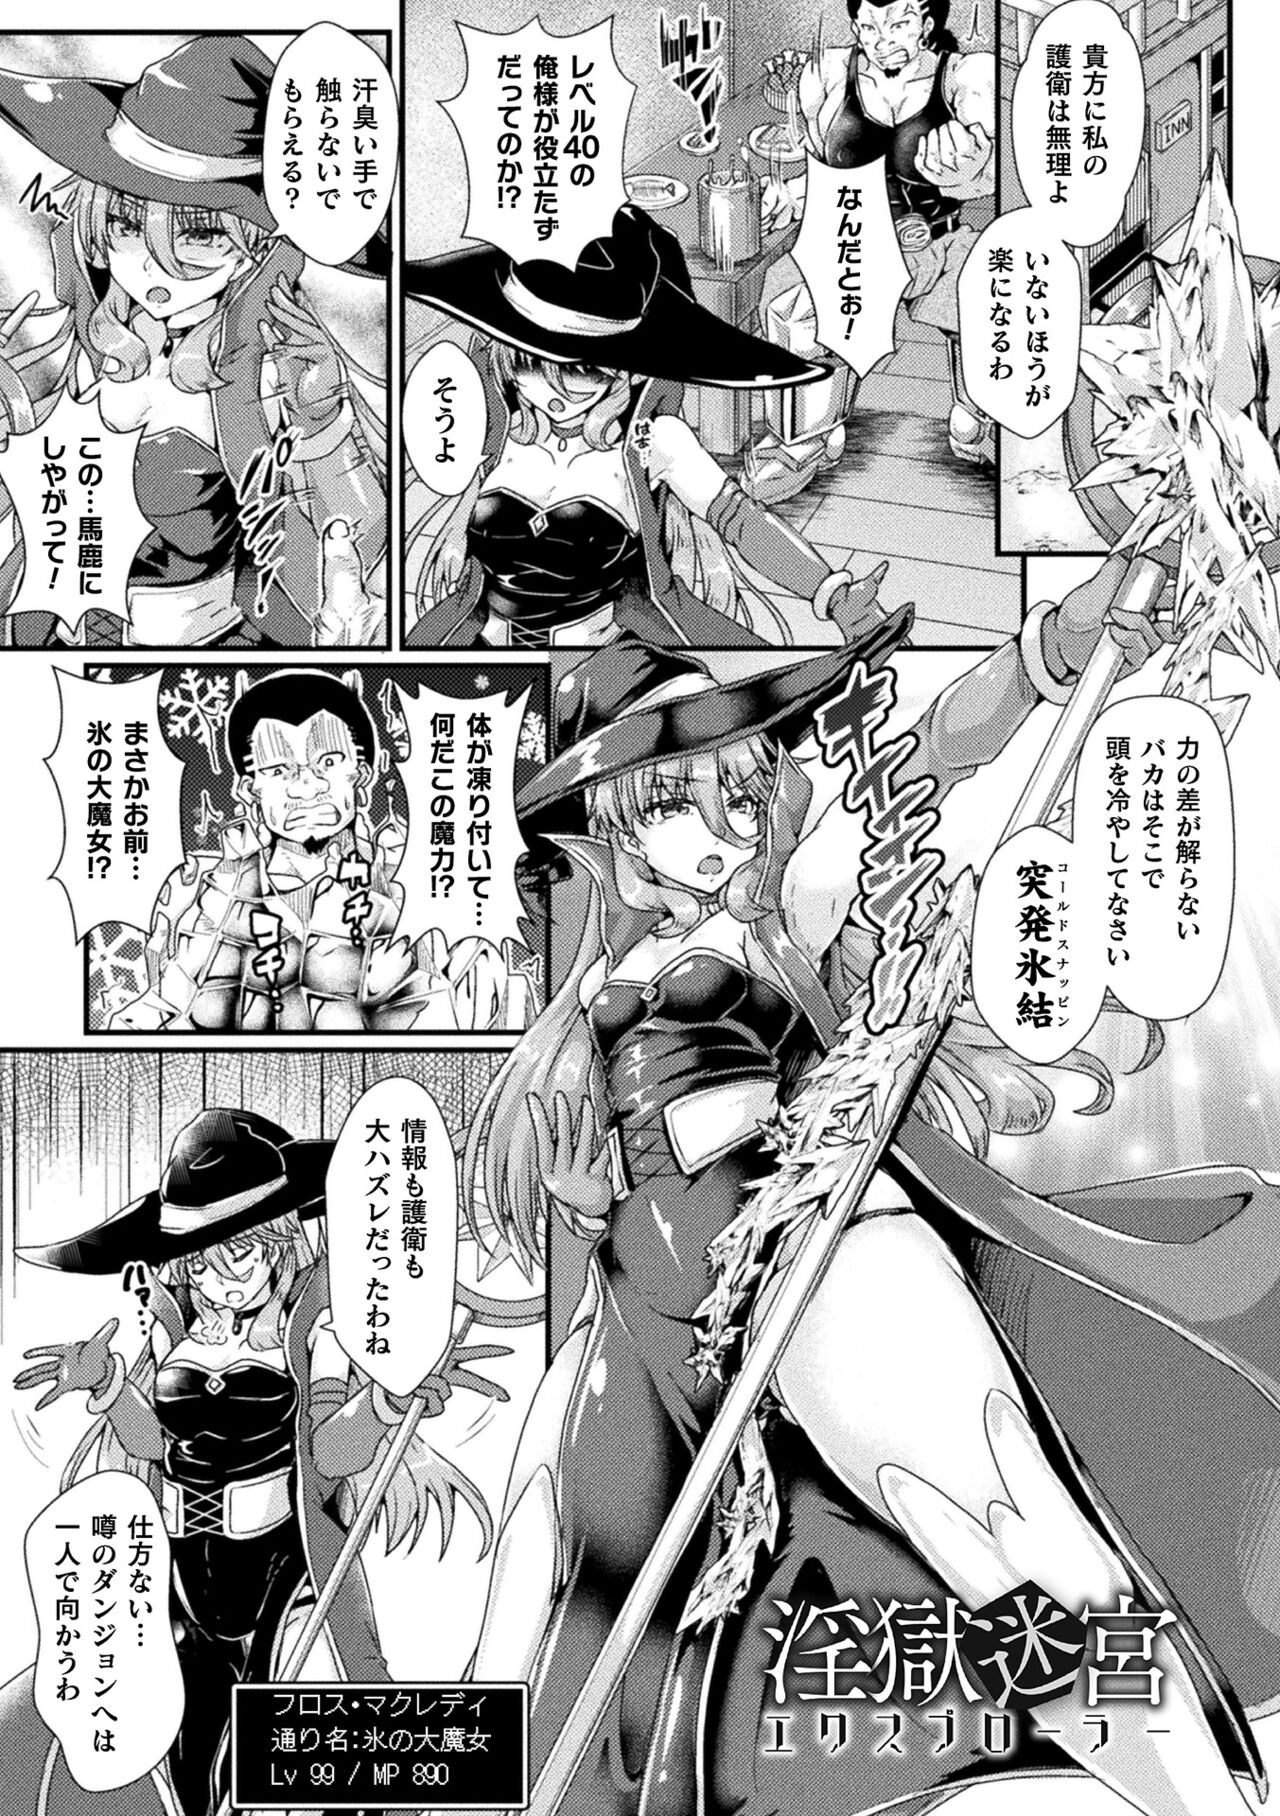 INN
貴方に私の
護衛は無理よ
いないほうが
楽になるわ
なんだとぉ！
レベル40の
俺様が役立たず
だってのか!?
はぁ…
そうよ
汗臭い手で
触らないで
もらえる？
この…馬鹿に
しやがって！
力の差が解らない
バカはそこで
頭を冷やしてなさい
突発氷結
コールドスナッピン
体が凍り付いて…
何だこの魔力!?
ガチ…
ゴチ…
まさかお前…
氷の大魔女!?
情報も護衛も
大ハズレだったわね
ハァ…
仕方ない…
噂のダンジョンへは
一人で向かうわ
フロス・マクレディ
通り名:氷の大魔女
Lv 99 / MP 890
淫獄迷宮
エクスプローラー